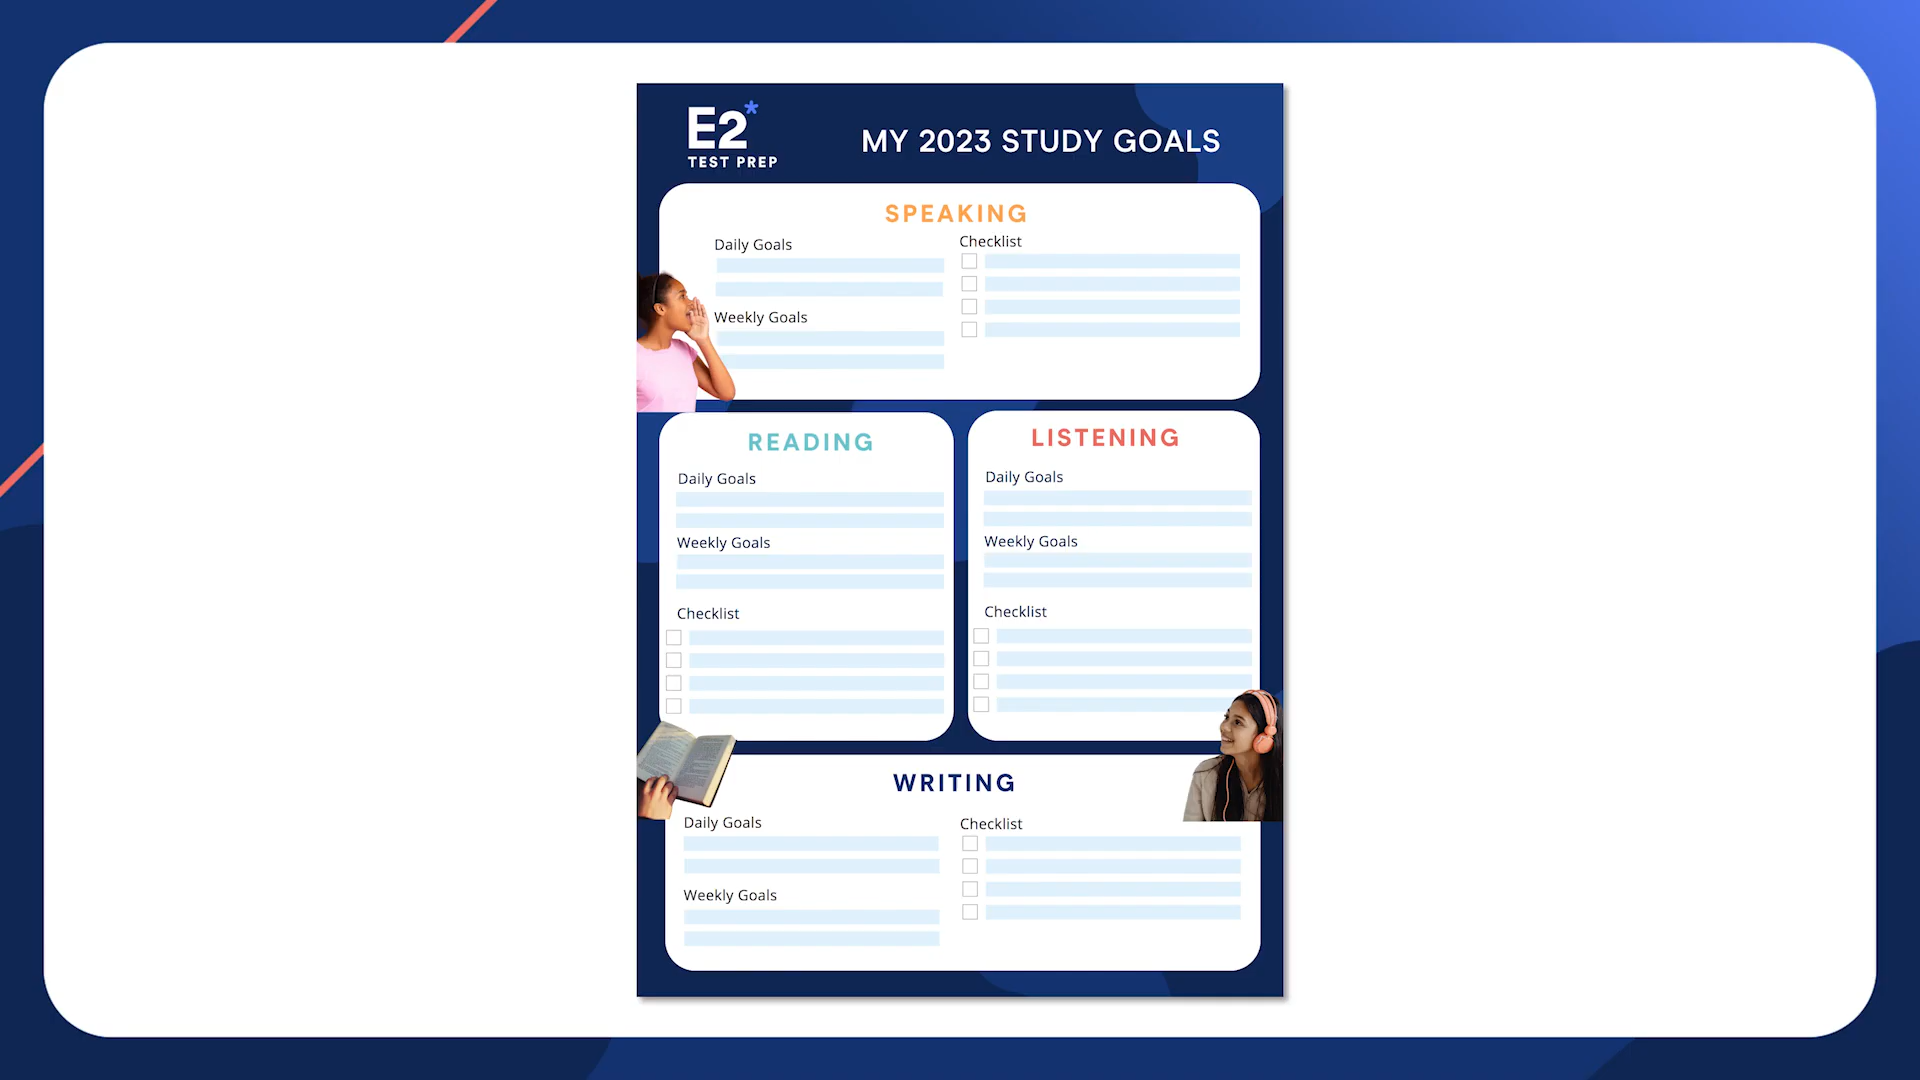 E2*
TEST PREP
MY 2023 STUDY GOALS
SPEAKING
Daily Goals
Weekly Goals
Checklist
READING
Daily Goals
Weekly Goals
Checklist
LISTENING
Daily Goals
Weekly Goals
Checklist
WRITING
Daily Goals
Weekly Goals
Checklist